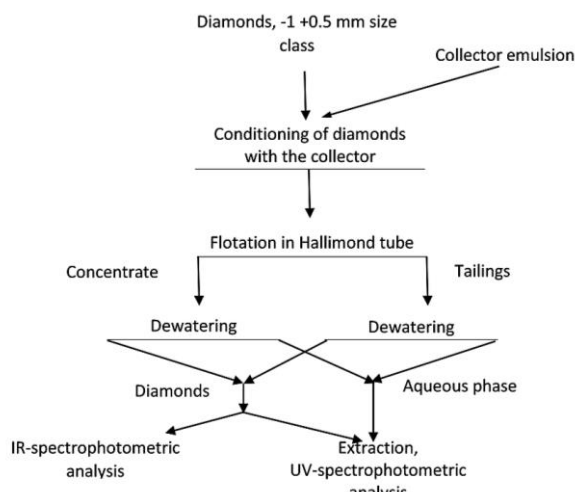 Diamonds, -1 +0.5 mm size
class
Collector emulsion
Conditioning of diamonds
with the collector
Flotation in Hallimond tube
Concentrate
Tailings
Dewatering
Dewatering
Diamonds
Aqueous phase
IR-spectrophotometric
analysis
Extraction,
UV-spectrophotometric
analysis